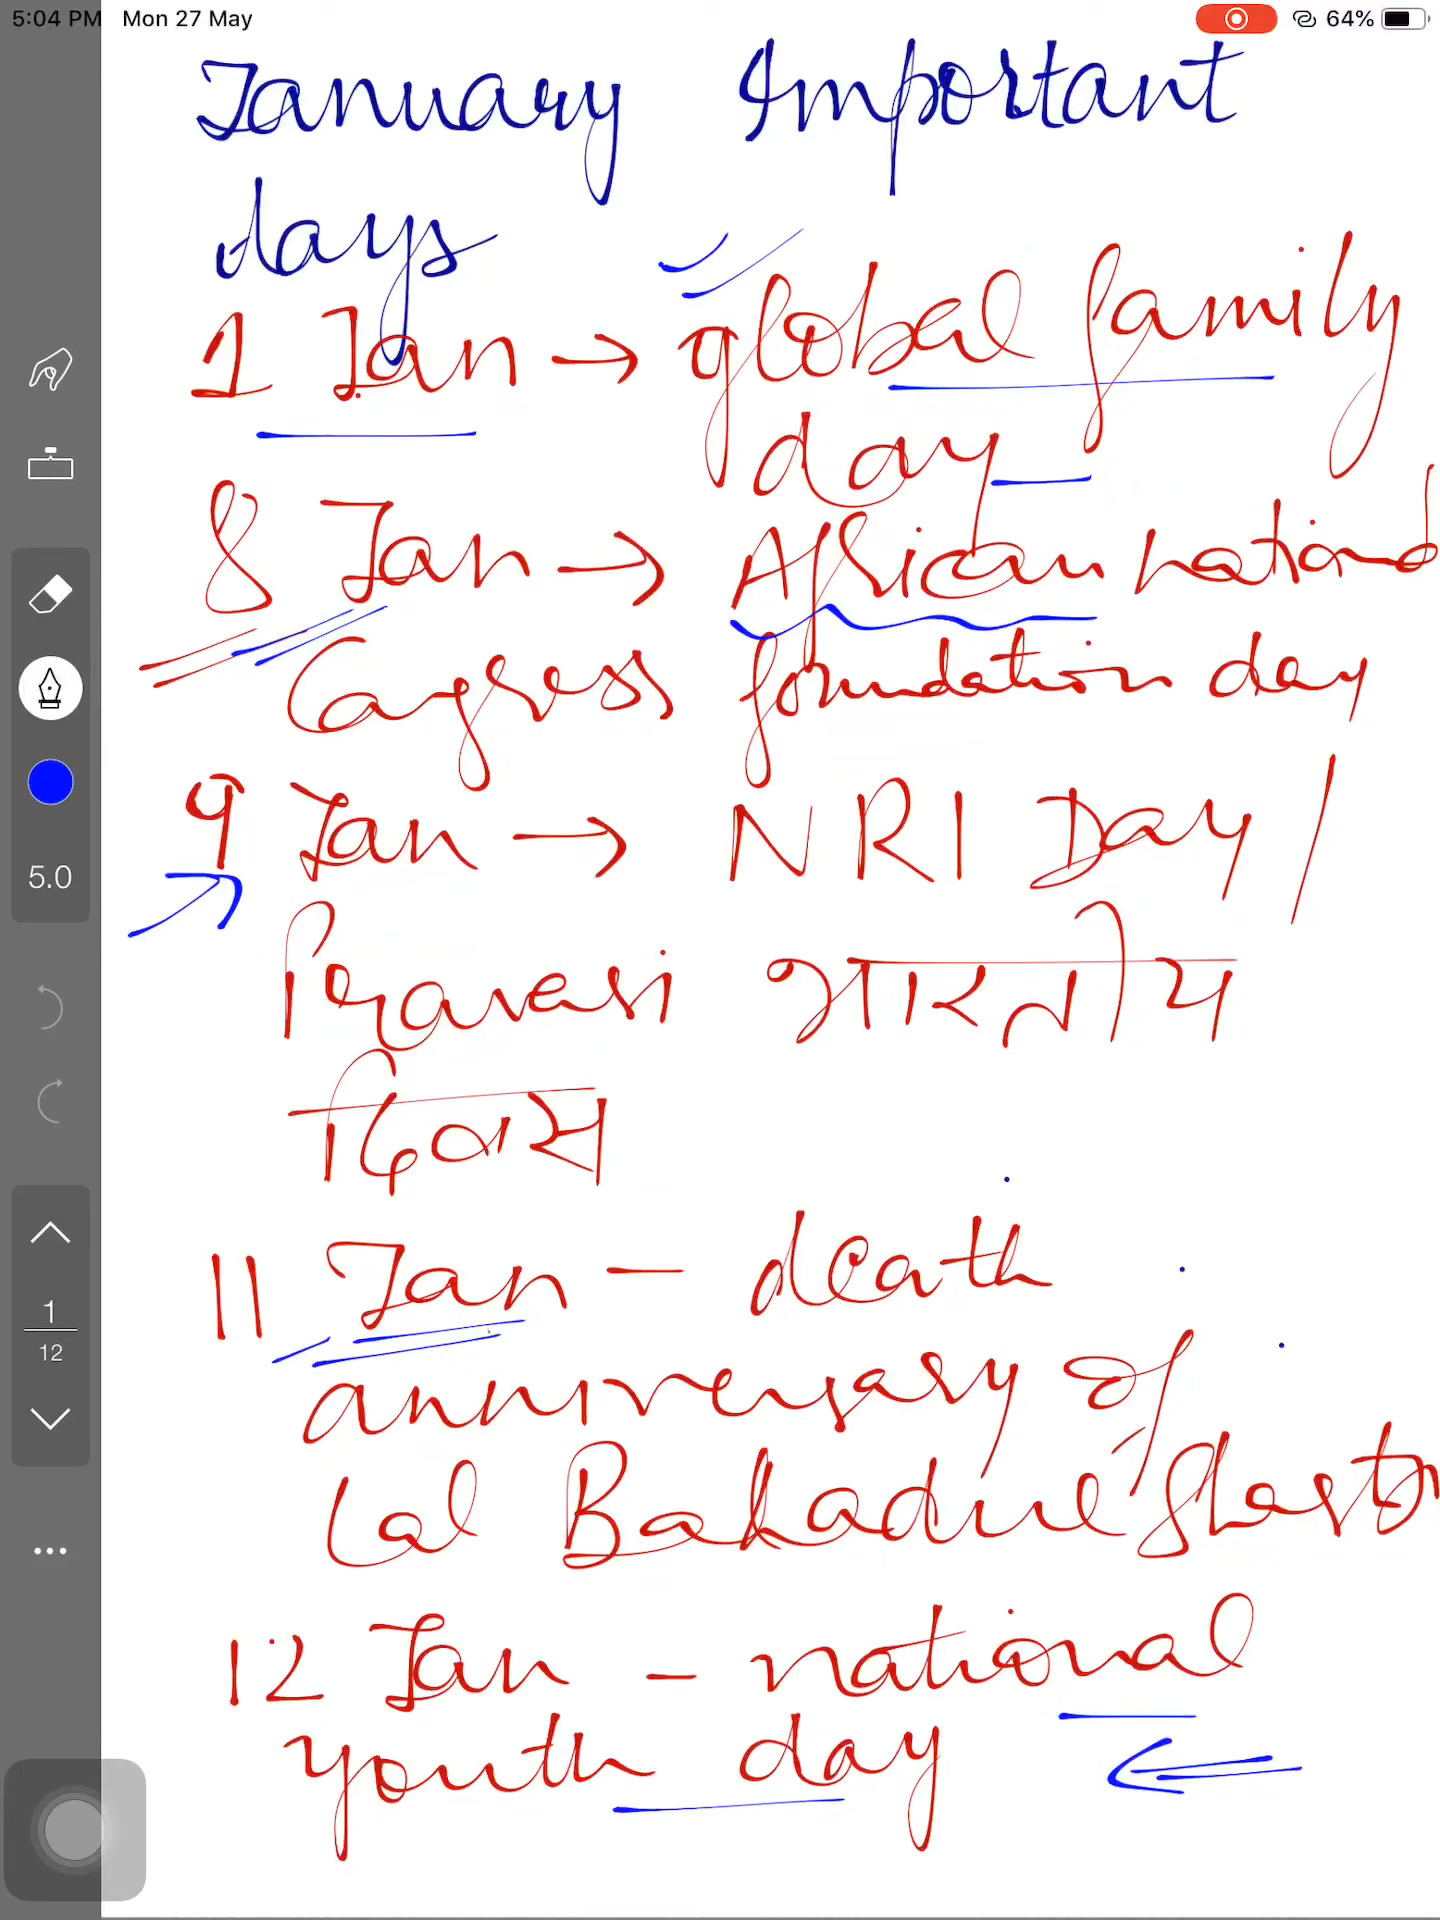 5:04 PM Mon 27 May 64%
January Important
days
1 Jan → global family
day
8 Jan → African national
Congress foundation day
9 Jan → NRI Day /
Pravasi भारतीय
दिवस
11 Jan – death
anniversary of
Lal Bahadur Shastri
12 Jan – national
youth day
5.0
1
12